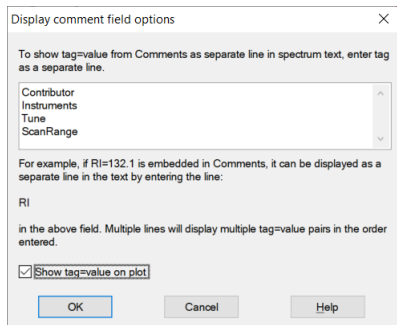 Display comment field options
To show tag=value from Comments as separate line in spectrum text, enter tag
as a separate line.
Contributor
Instruments
Tune
ScanRange
For example, if RI=132.1 is embedded in Comments, it can be displayed as a
separate line in the text by entering the line:
RI
in the above field. Multiple lines will display multiple tag=value pairs in the order
entered.
Show tag=value on plot
OK Cancel Help